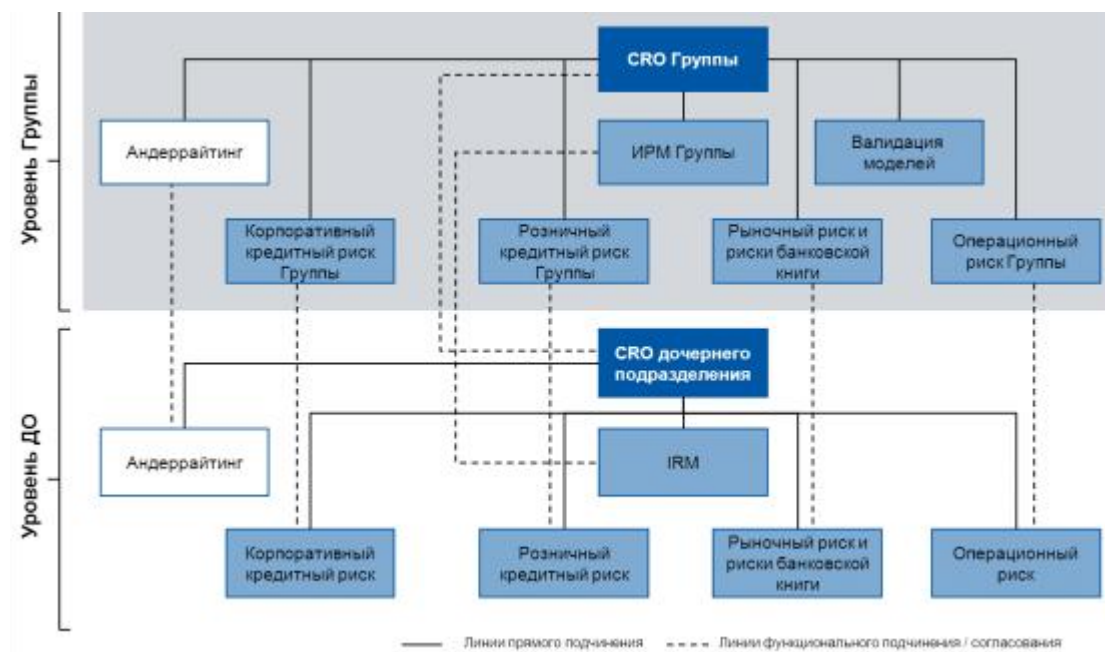 Уровень Группы
CRO Группы
Андеррайтинг
ИРМ Группы
Валидация
моделей
Корпоративный
кредитный риск
Группы
Розничный
кредитный риск
Группы
Рыночный риск и
риски банковской
книги
Операционный
риск Группы
Уровень ДО
CRO дочернего
подразделения
Андеррайтинг
IRM
Корпоративный
кредитный риск
Розничный
кредитный риск
Рыночный риск и
риски банковской
книги
Операционный
риск
Линии прямого подчинения
Линии функционального подчинения / согласования